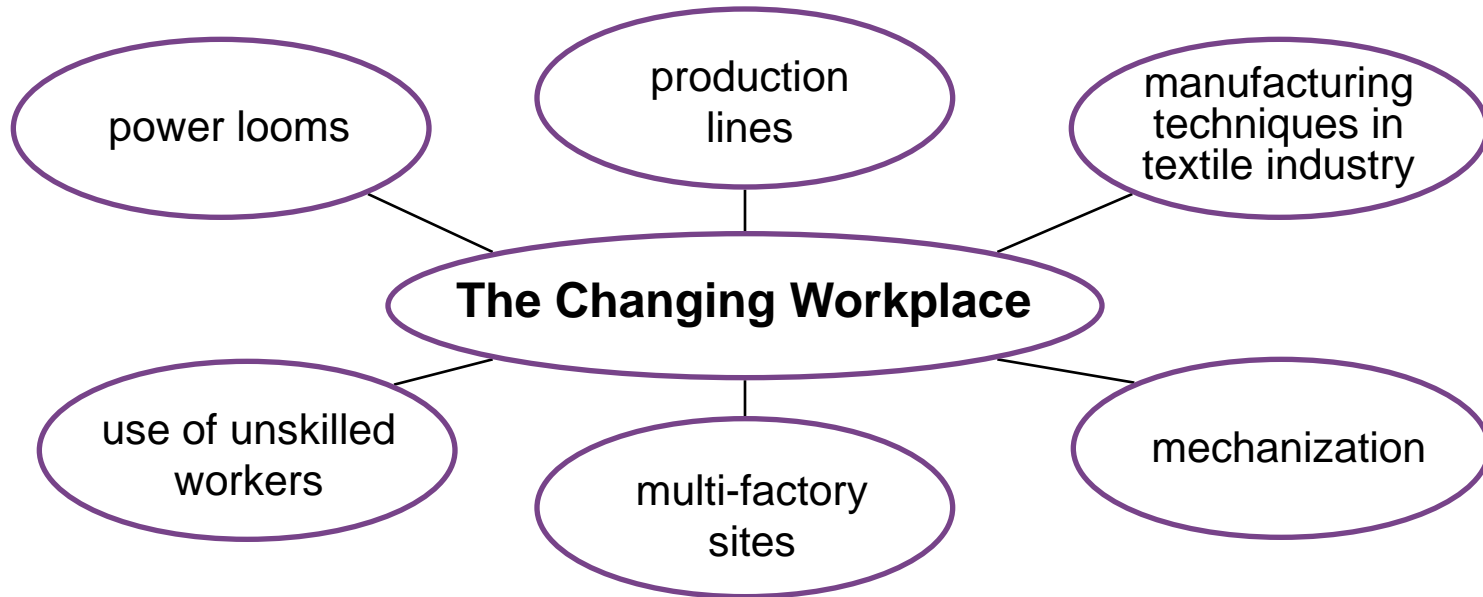 power looms
production
lines
manufacturing
techniques in
textile industry
The Changing Workplace
use of unskilled
workers
multi-factory
sites
mechanization